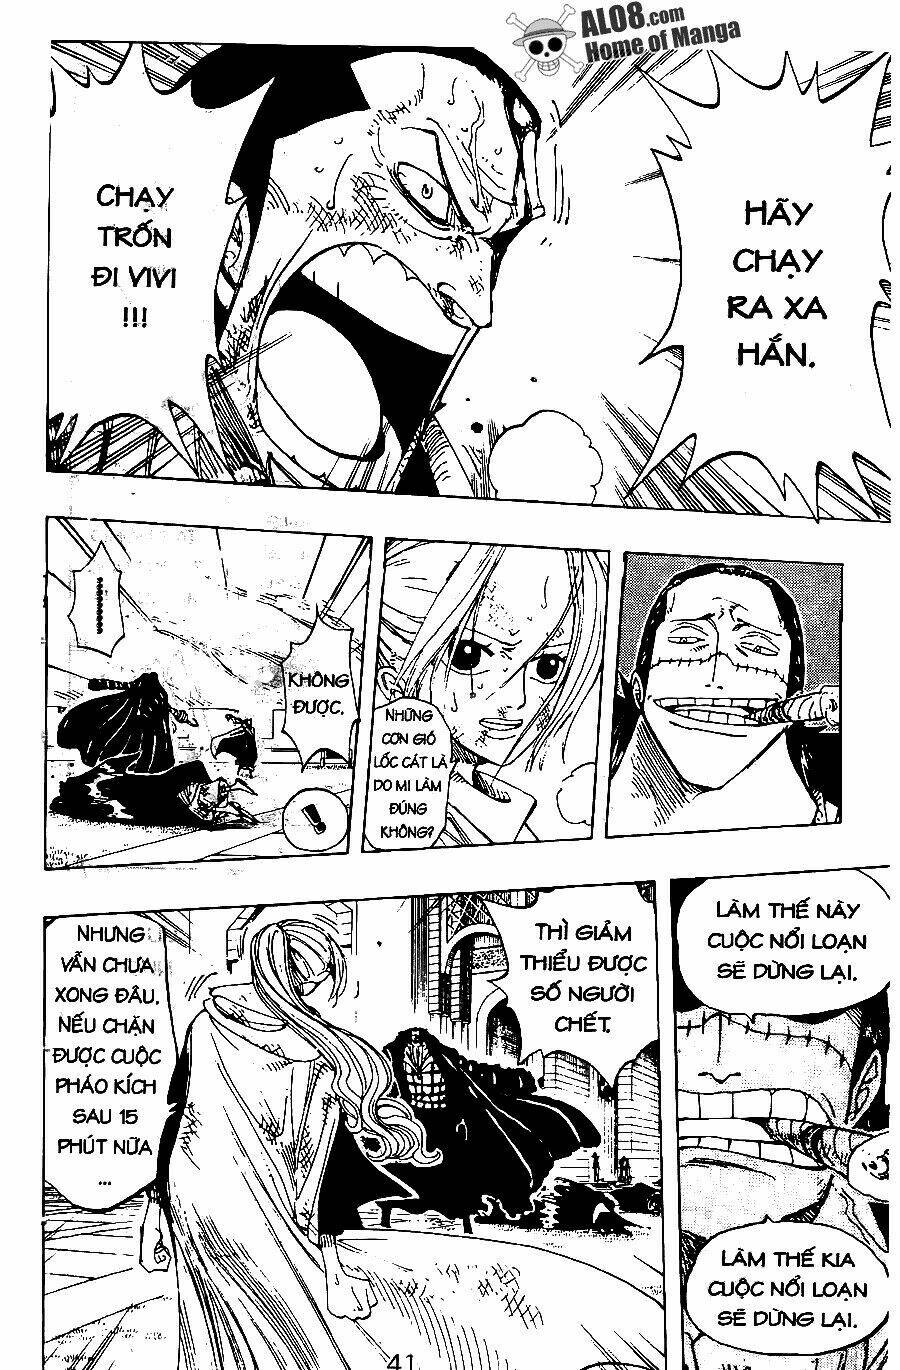 ALO8.com
Home of Manga
HÃY
CHẠY
RA XA
HẮN.
CHẠY
TRỐN
ĐI VIVI
!!!
NHỮNG
CƠN GIÓ
LỐC CÁT LÀ
DO MI LÀM
ĐÚNG
KHÔNG?
KHÔNG
ĐƯỢC.
!
..........
LÀM THẾ NÀY
CUỘC NỔI LOẠN
SẼ DỪNG LẠI.
LÀM THẾ KIA
CUỘC NỔI LOẠN
SẼ DỪNG LẠI.
THÌ GIẢM
THIỂU ĐƯỢC
SỐ NGƯỜI
CHẾT.
NHƯNG
VẪN CHƯA
XONG ĐÂU.
NẾU CHẶN
ĐƯỢC CUỘC
PHÁO KÍCH
SAU 15
PHÚT NỮA
...
41